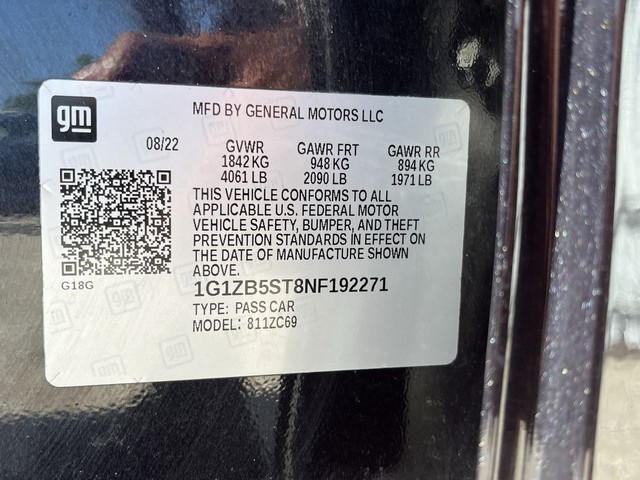 gm
MFD BY GENERAL MOTORS LLC
08/22 GVWR GAWR FRT GAWR RR
1842 KG 948 KG 894 KG
4061 LB 2090 LB 1971 LB
THIS VEHICLE CONFORMS TO ALL
APPLICABLE U.S. FEDERAL MOTOR
VEHICLE SAFETY, BUMPER, AND THEFT
PREVENTION STANDARDS IN EFFECT ON
THE DATE OF MANUFACTURE SHOWN
ABOVE.
G18G
1G1ZB5ST8NF192271
TYPE: PASS CAR
MODEL: 811ZC69